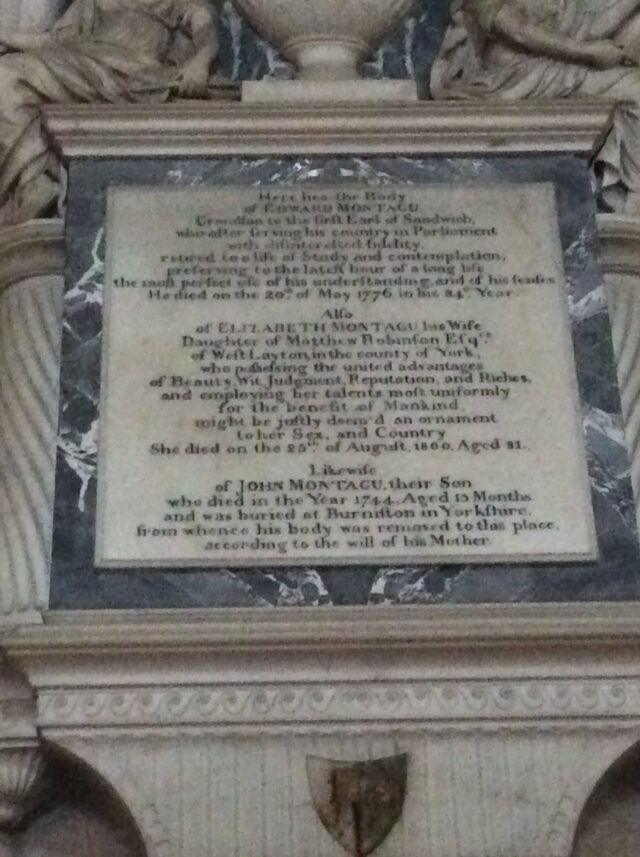 Here lies the Body
of EDWARD MONTAGU,
Grandson to the first Earl of Sandwich,
who after serving his country in Parliament
with disinterested fidelity,
retired to a life of Study and contemplation,
preserving to the latest hour of a long life
the most perfect use of his understanding, and of his senses
He died on the 20th of May 1776 in his 84th Year.
Also
of ELIZABETH MONTAGU his Wife
Daughter of Matthew Robinson Esqre
of West Layton, in the county of York,
who possessing the united advantages
of Beauty, Wit, Judgment, Reputation, and Riches,
and employing her talents most uniformly
for the benefit of Mankind,
might be justly deem'd an ornament
to her Sex, and Country
She died on the 25th of August, 1800. Aged 81.
Likewise
of JOHN MONTAGU, their Son
who died in the Year 1744. Aged 15 Months
and was buried at Burniston in Yorkshire,
from whence his body was removed to this place,
according to the will of his Mother.